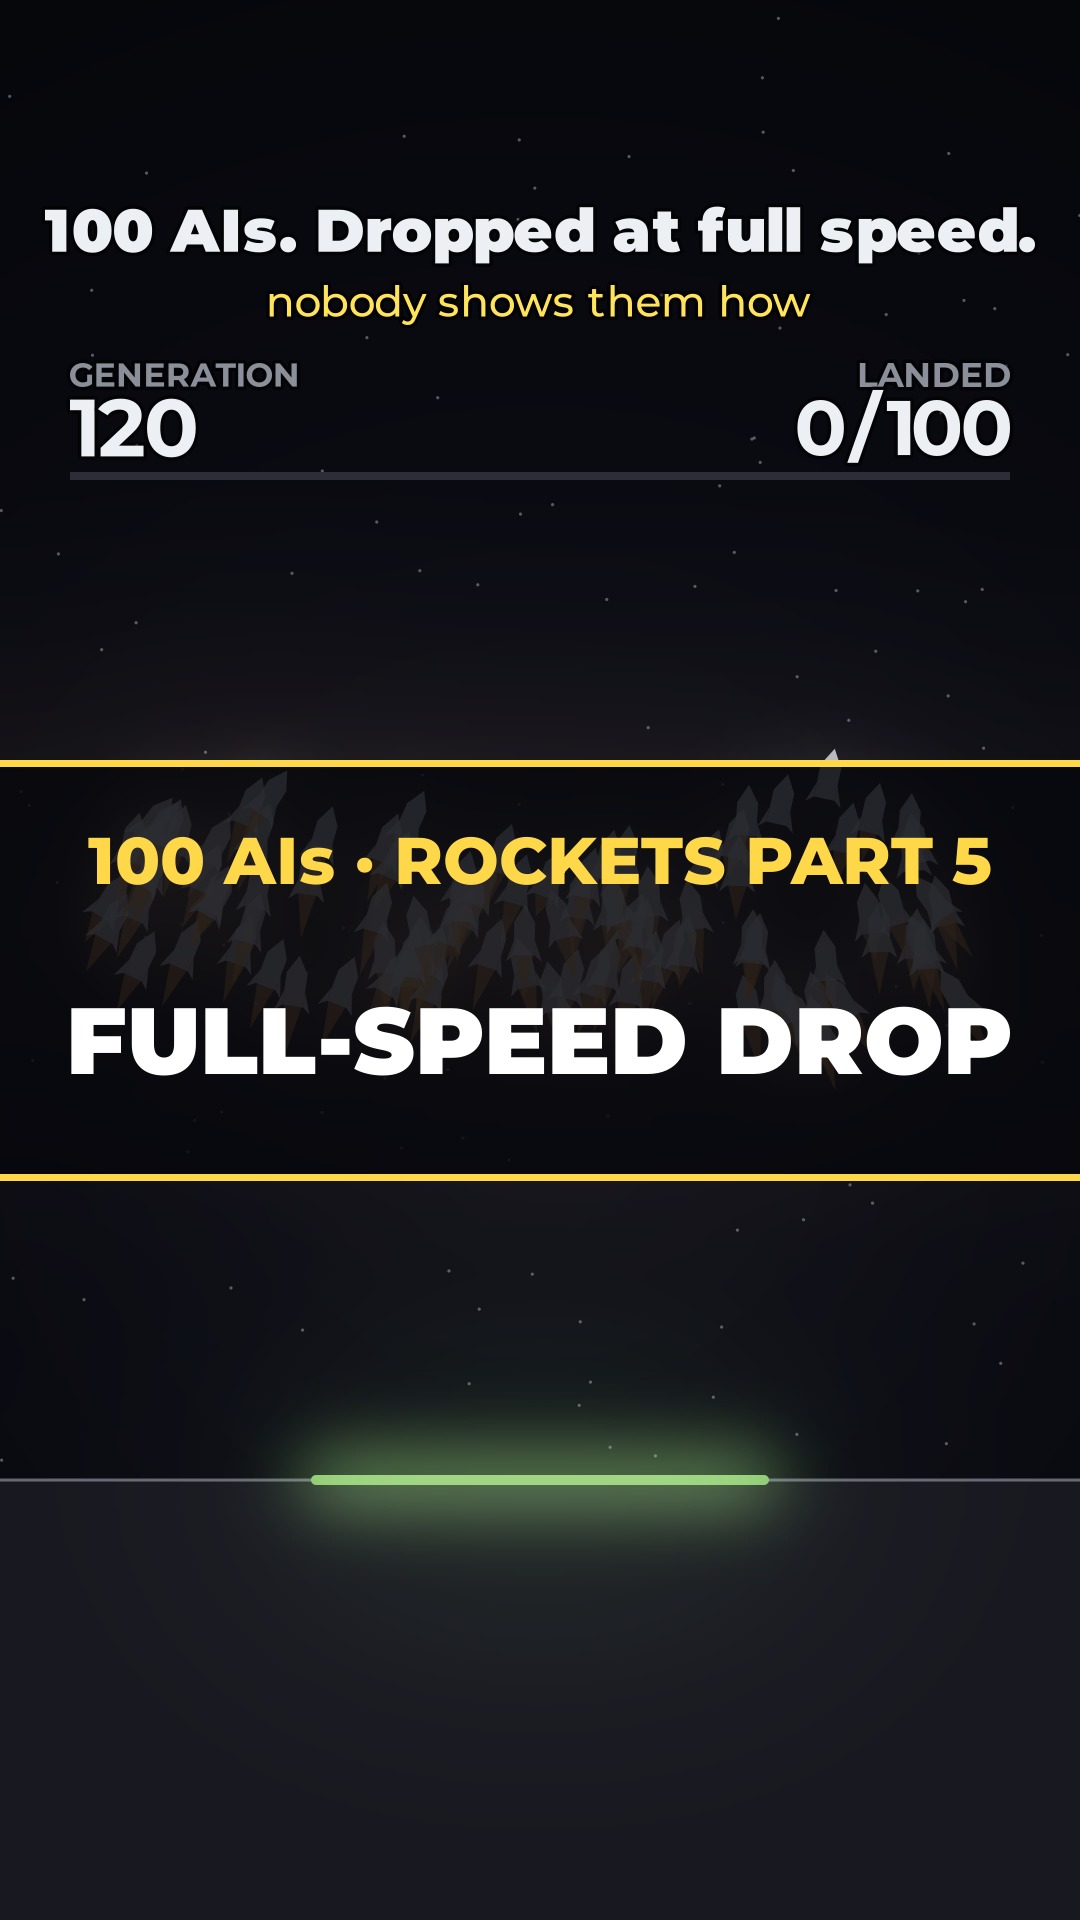 100 AIs. Dropped at full speed.
nobody shows them how
GENERATION
LANDED
120
0/100
100 AIs • ROCKETS PART 5
FULL-SPEED DROP